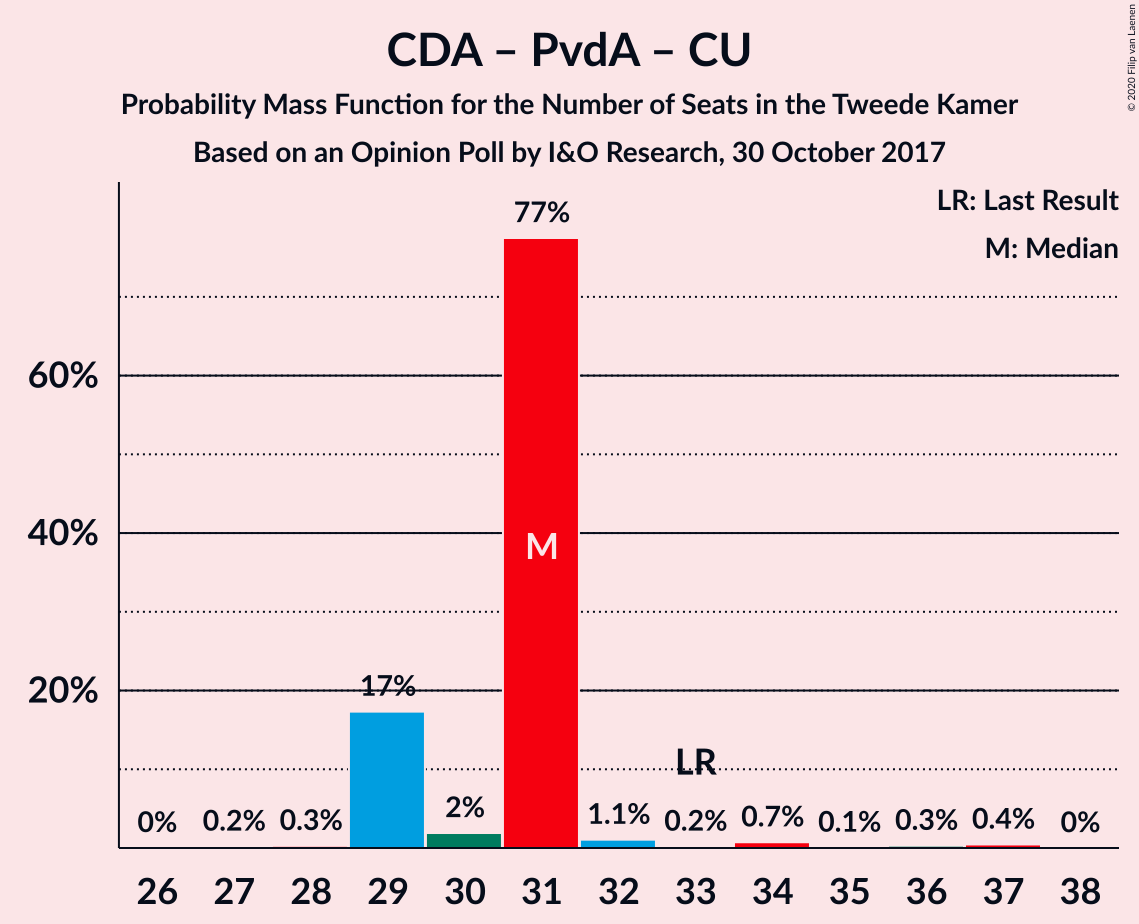 CDA – PvdA – CU
Probability Mass Function for the Number of Seats in the Tweede Kamer
Based on an Opinion Poll by I&O Research, 30 October 2017
© 2020 Filip van Laenen
LR: Last Result
M: Median
77%
60%
40%
20%
M
17%
LR
0%
0.2%
0.3%
2%
1.1%
0.2%
0.7%
0.1%
0.3%
0.4%
0%
26 27 28 29 30 31 32 33 34 35 36 37 38